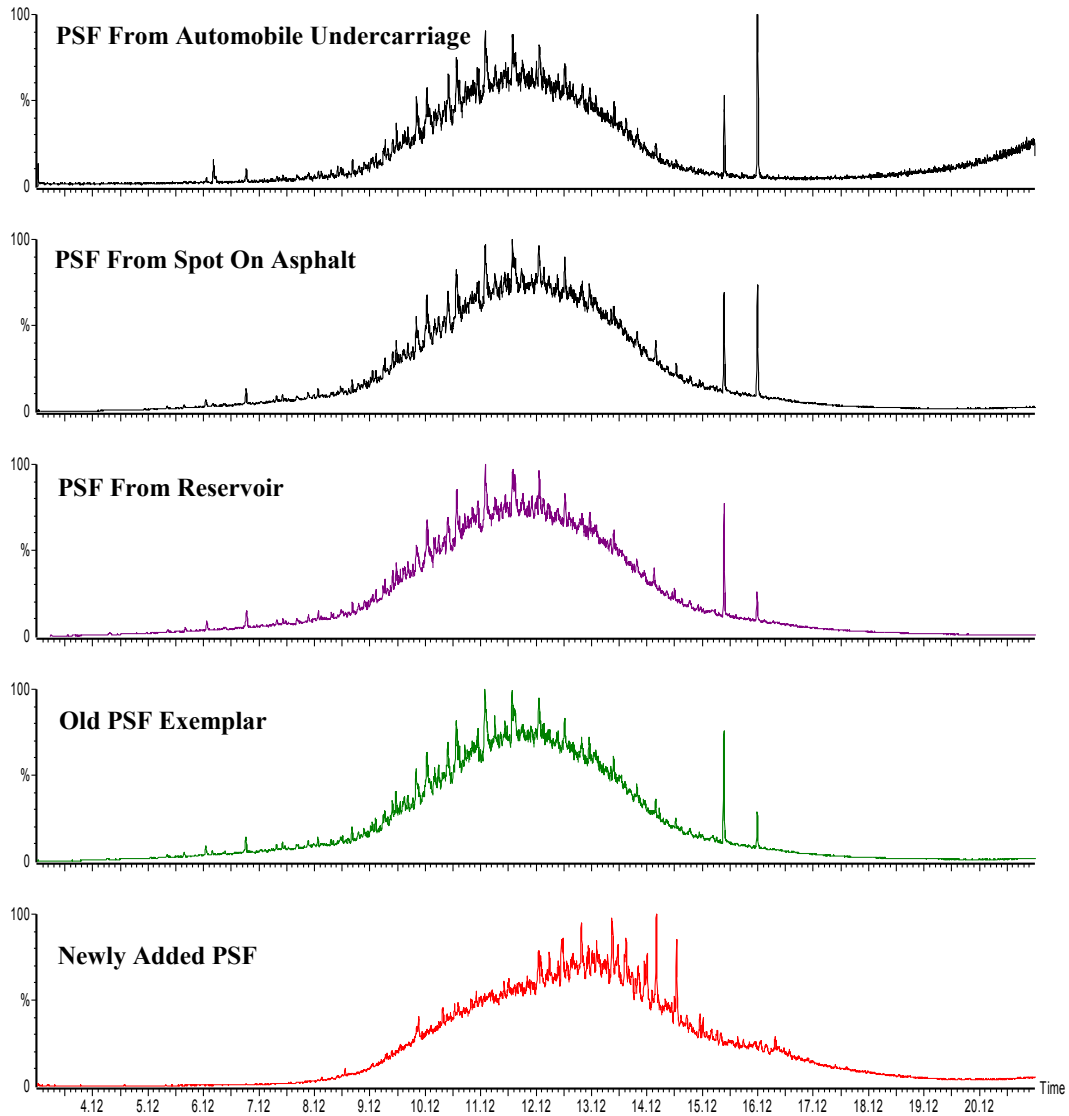 100
PSF From Automobile Undercarriage
%
0
100
PSF From Spot On Asphalt
%
0
100
PSF From Reservoir
%
0
100
Old PSF Exemplar
%
0
100
Newly Added PSF
%
0
Time
4.12 5.12 6.12 7.12 8.12 9.12 10.12 11.12 12.12 13.12 14.12 15.12 16.12 17.12 18.12 19.12 20.12